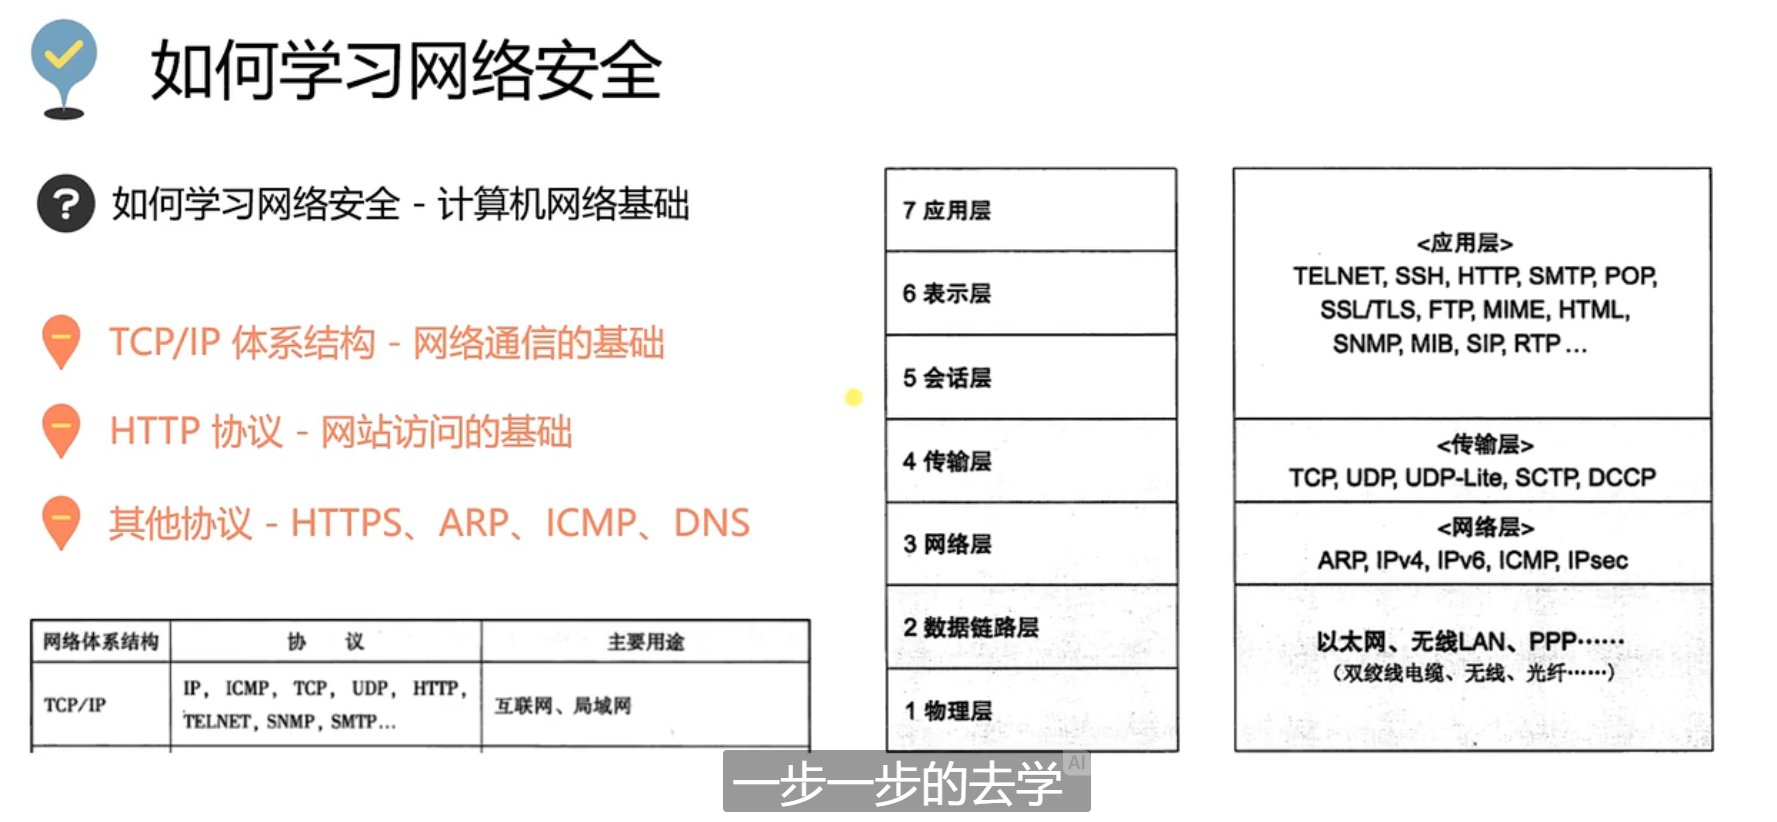 如何学习网络安全
如何学习网络安全 - 计算机网络基础
TCP/IP 体系结构 - 网络通信的基础
HTTP 协议 - 网站访问的基础
其他协议 - HTTPS、ARP、ICMP、DNS
网络体系结构 协 议 主要用途
TCP/IP
IP, ICMP, TCP, UDP, HTTP,
TELNET, SNMP, SMTP...
互联网、局域网
7 应用层
6 表示层
5 会话层
4 传输层
3 网络层
2 数据链路层
1 物理层
<应用层>
TELNET, SSH, HTTP, SMTP, POP,
SSL/TLS, FTP, MIME, HTML,
SNMP, MIB, SIP, RTP ...
<传输层>
TCP, UDP, UDP-Lite, SCTP, DCCP
<网络层>
ARP, IPv4, IPv6, ICMP, IPsec
以太网、无线LAN、PPP……
（双绞线电缆、无线、光纤……）
一步一步的去学
AI